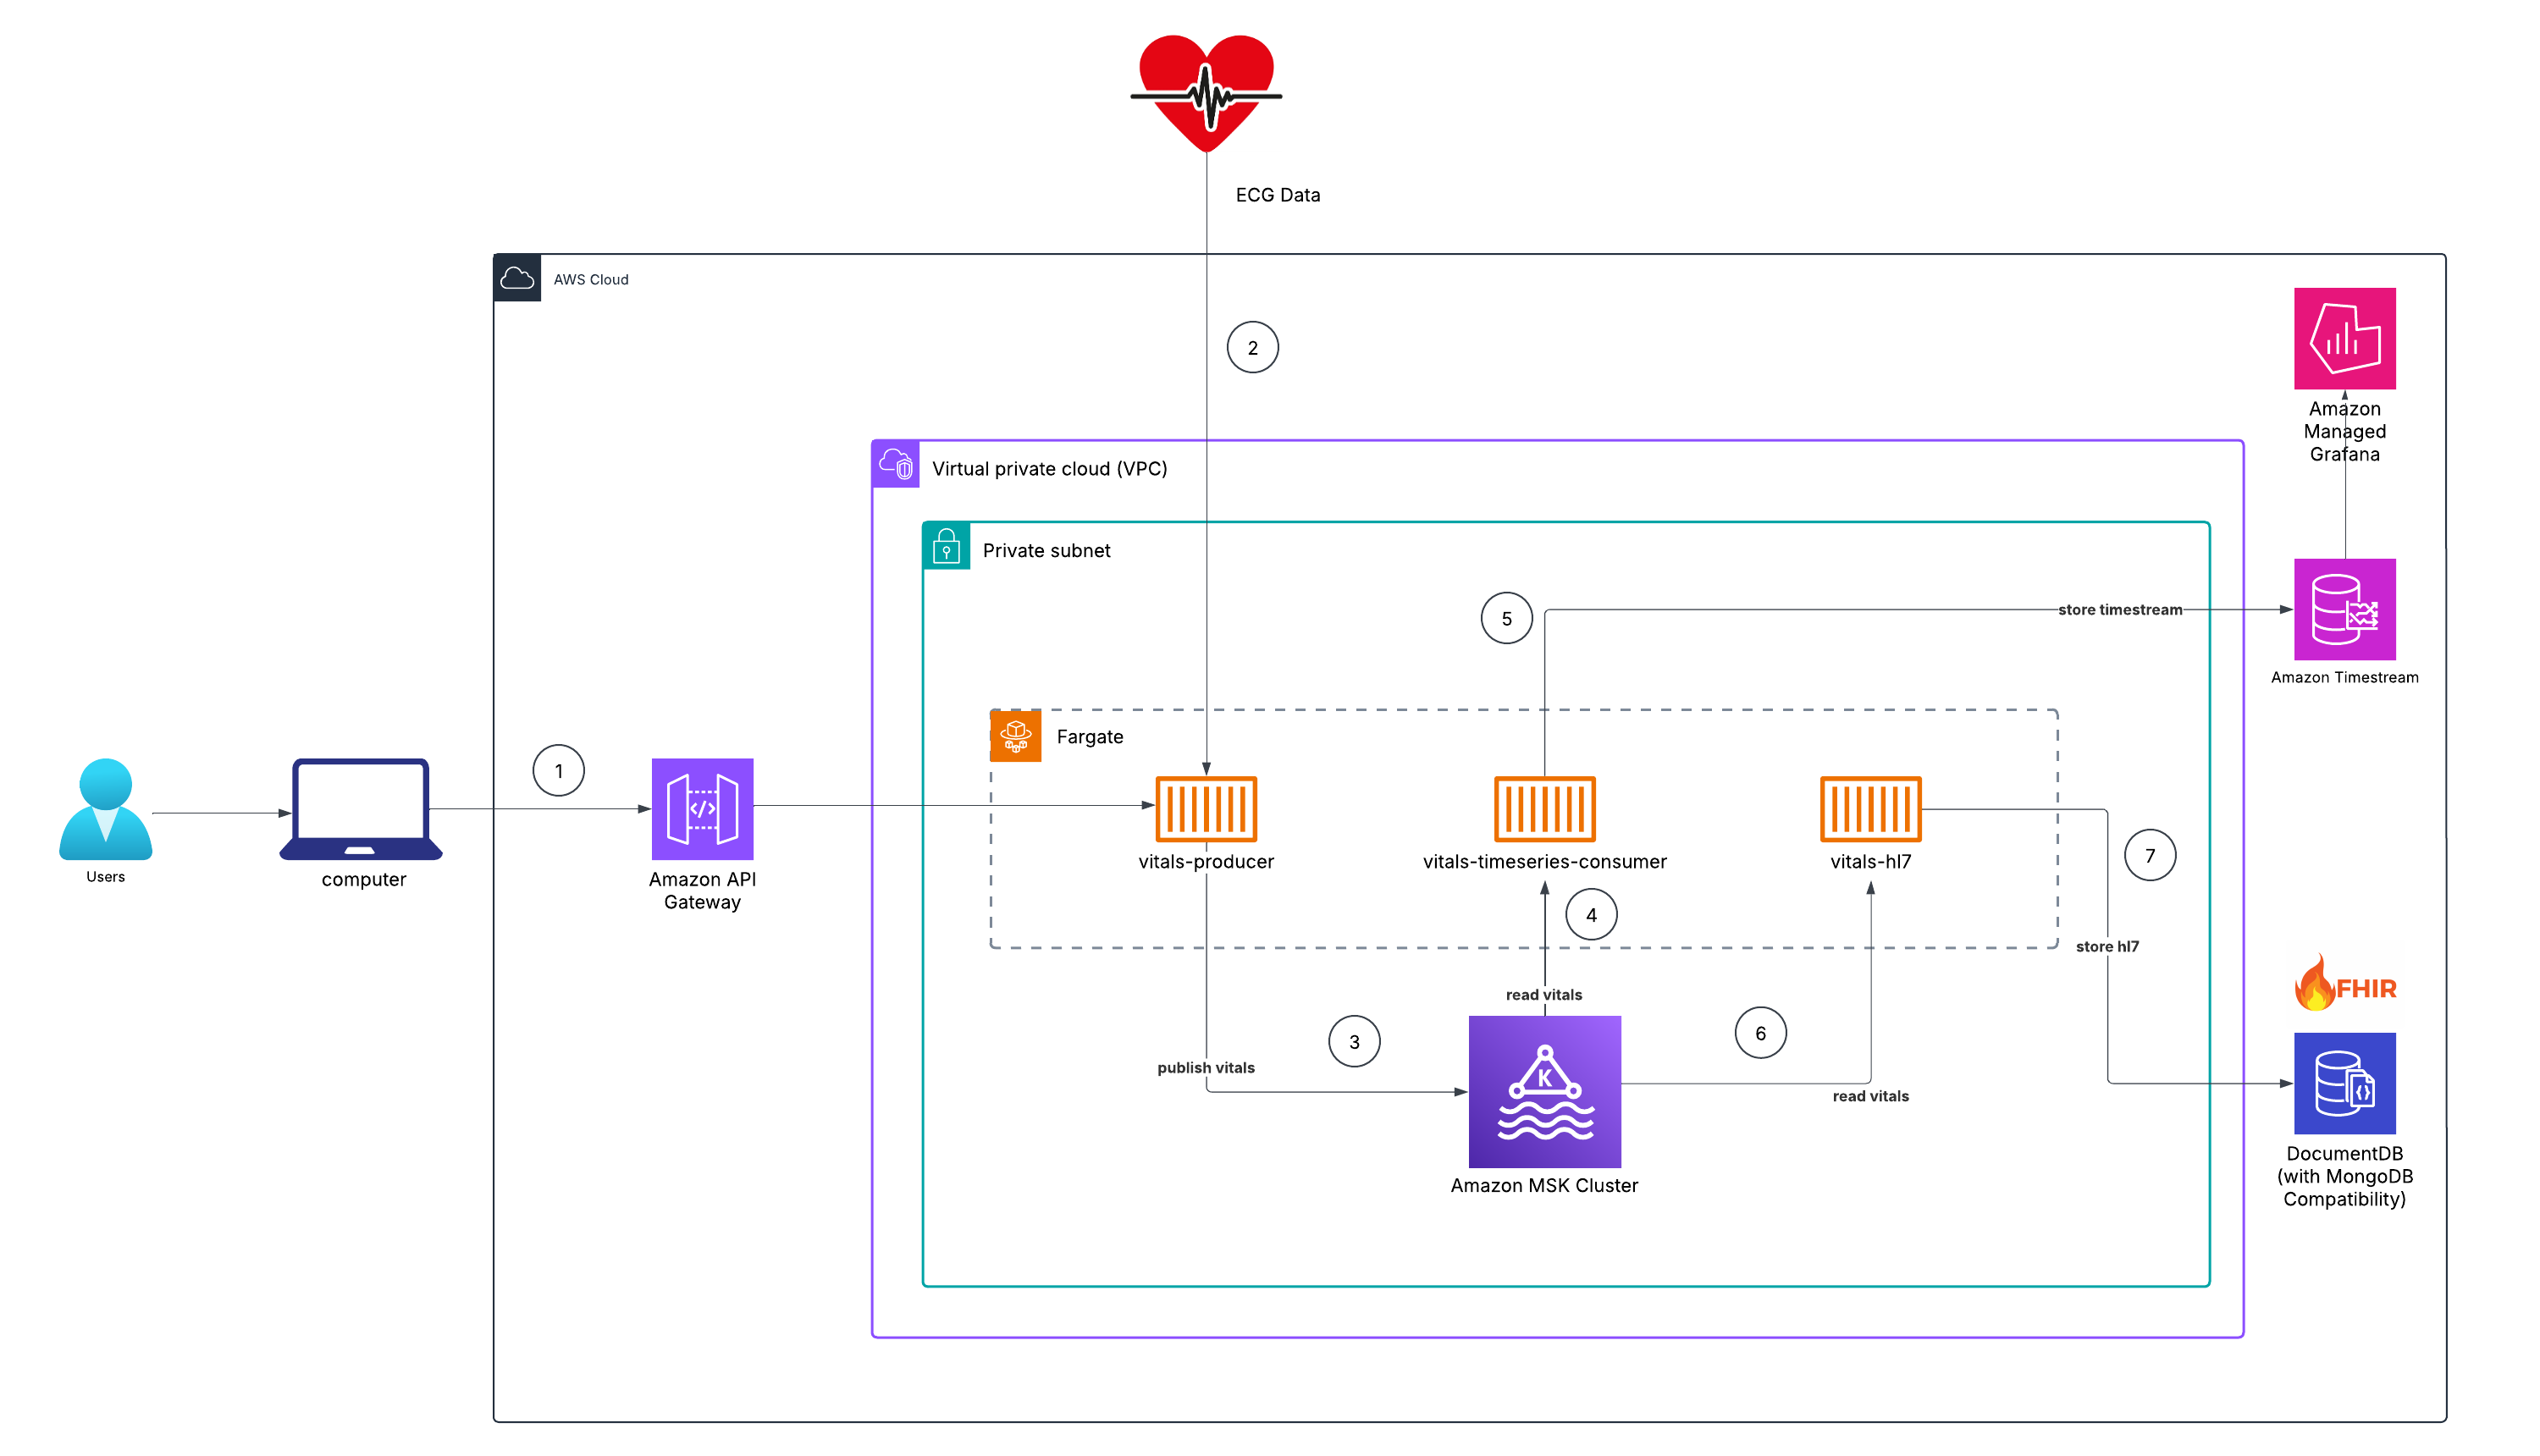 ECG Data
AWS Cloud
2
Amazon
Managed
Grafana
Virtual private cloud (VPC)
Private subnet
5
store timestream
Amazon Timestream
Fargate
1
Users
computer
Amazon API
Gateway
vitals-producer
vitals-timeseries-consumer
vitals-hl7
7
4
store hl7
read vitals
FHIR
3
6
publish vitals
K
read vitals
Amazon MSK Cluster
DocumentDB
(with MongoDB
Compatibility)